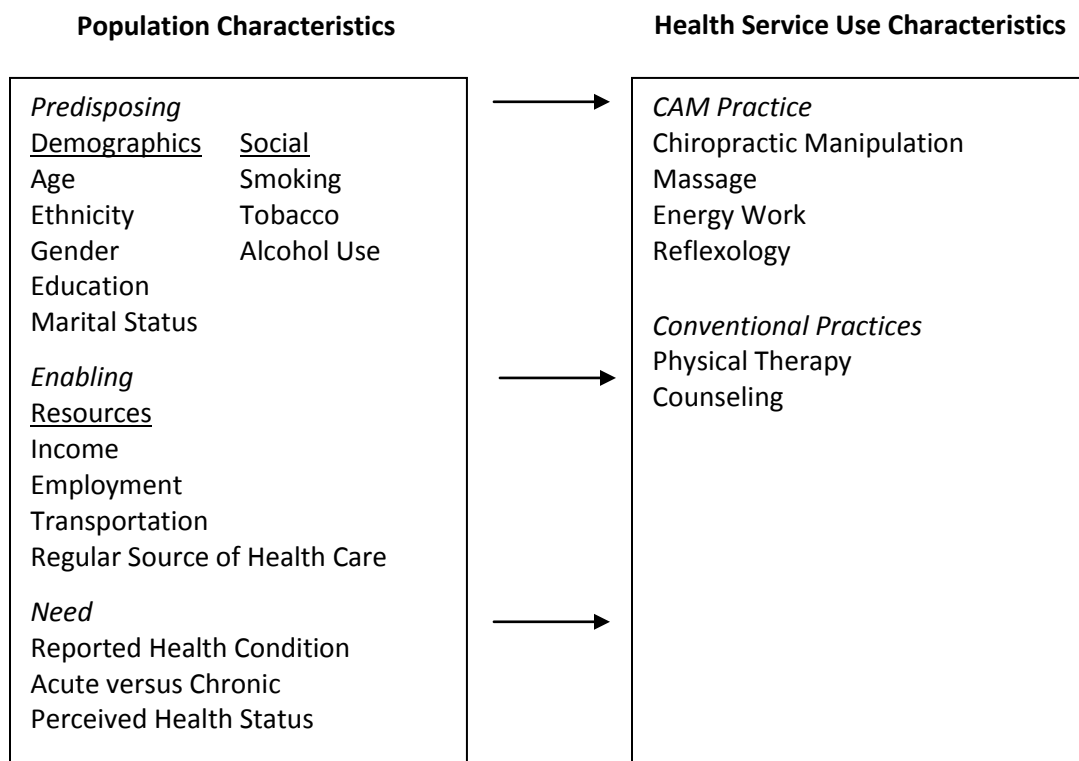 Population Characteristics
Predisposing
Demographics Social
Age Smoking
Ethnicity Tobacco
Gender Alcohol Use
Education
Marital Status
Enabling
Resources
Income
Employment
Transportation
Regular Source of Health Care
Need
Reported Health Condition
Acute versus Chronic
Perceived Health Status
Health Service Use Characteristics
CAM Practice
Chiropractic Manipulation
Massage
Energy Work
Reflexology
Conventional Practices
Physical Therapy
Counseling